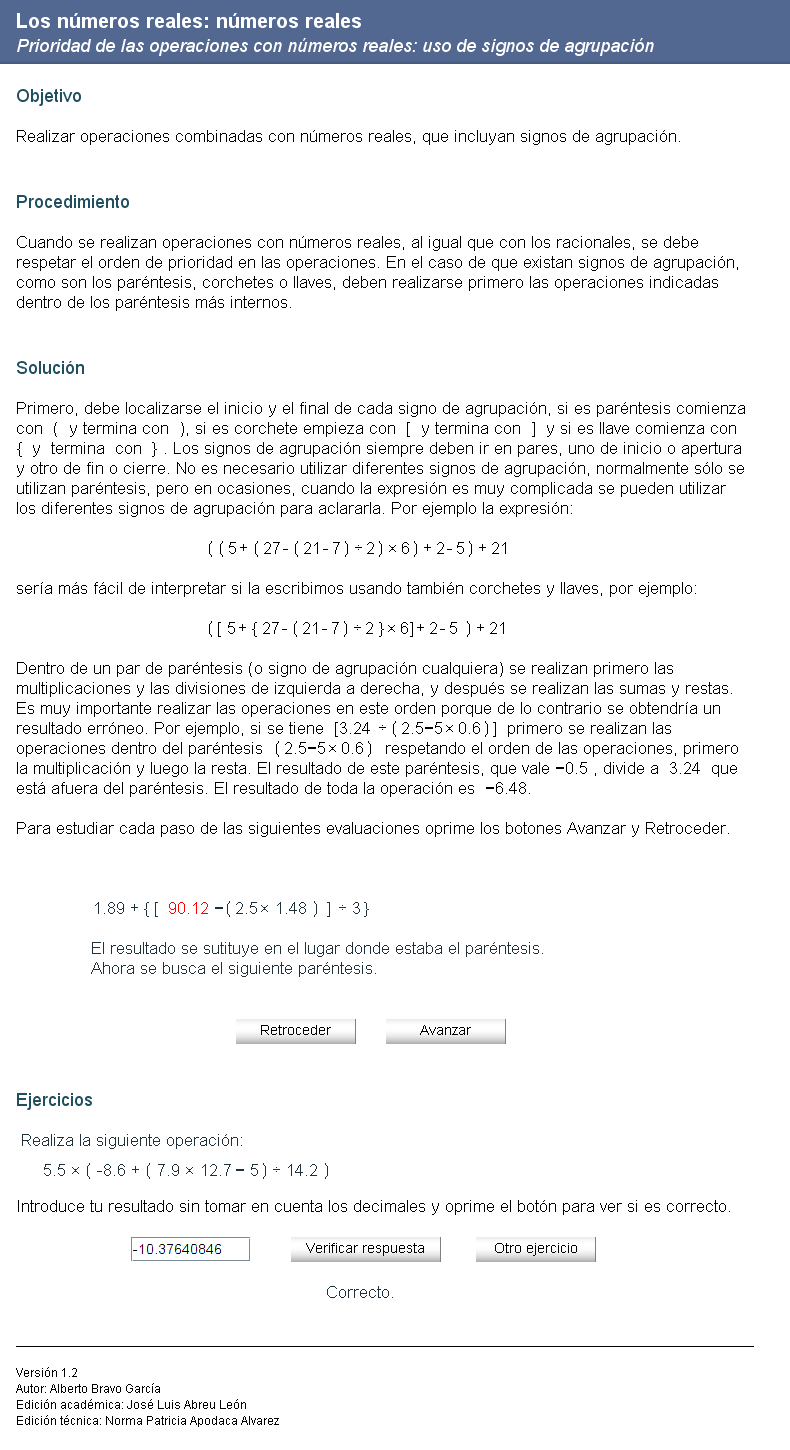 Los números reales: números reales
Prioridad de las operaciones con números reales: uso de signos de agrupación
Objetivo
Realizar operaciones combinadas con números reales, que incluyan signos de agrupación.
Procedimiento
Cuando se realizan operaciones con números reales, al igual que con los racionales, se debe
respetar el orden de prioridad en las operaciones. En el caso de que existan signos de agrupación,
como son los paréntesis, corchetes o llaves, deben realizarse primero las operaciones indicadas
dentro de los paréntesis más internos.
Solución
Primero, debe localizarse el inicio y el final de cada signo de agrupación, si es paréntesis comienza
con ( y termina con ), si es corchete empieza con [ y termina con ] y si es llave comienza con
{ y termina con } . Los signos de agrupación siempre deben ir en pares, uno de inicio o apertura
y otro de fin o cierre. No es necesario utilizar diferentes signos de agrupación, normalmente sólo se
utilizan paréntesis, pero en ocasiones, cuando la expresión es muy complicada se pueden utilizar
los diferentes signos de agrupación para aclararla. Por ejemplo la expresión:
( ( 5 + ( 27 - ( 21 - 7 ) ÷ 2 ) × 6 ) + 2 - 5 ) + 21
sería más fácil de interpretar si la escribimos usando también corchetes y llaves, por ejemplo:
( [ 5 + { 27 - ( 21 - 7 ) ÷ 2 } × 6 ] + 2 - 5 ) + 21
Dentro de un par de paréntesis (o signo de agrupación cualquiera) se realizan primero las
multiplicaciones y las divisiones de izquierda a derecha, y después se realizan las sumas y restas.
Es muy importante realizar las operaciones en este orden porque de lo contrario se obtendría un
resultado erróneo. Por ejemplo, si se tiene [3.24 ÷ ( 2.5−5 × 0.6 ) ] primero se realizan las
operaciones dentro del paréntesis ( 2.5−5 × 0.6 ) respetando el orden de las operaciones, primero
la multiplicación y luego la resta. El resultado de este paréntesis, que vale −0.5 , divide a 3.24 que
está afuera del paréntesis. El resultado de toda la operación es −6.48.
Para estudiar cada paso de las siguientes evaluaciones oprime los botones Avanzar y Retroceder.
1.89 + { [ 90.12 − ( 2.5 × 1.48 ) ] ÷ 3 }
El resultado se sutituye en el lugar donde estaba el paréntesis.
Ahora se busca el siguiente paréntesis.
Retroceder Avanzar
Ejercicios
Realiza la siguiente operación:
5.5 × ( -8.6 + ( 7.9 × 12.7 − 5 ) ÷ 14.2 )
Introduce tu resultado sin tomar en cuenta los decimales y oprime el botón para ver si es correcto.
-10.37640846 Verificar respuesta Otro ejercicio
Correcto.
Versión 1.2
Autor: Alberto Bravo García
Edición académica: José Luis Abreu León
Edición técnica: Norma Patricia Apodaca Alvarez